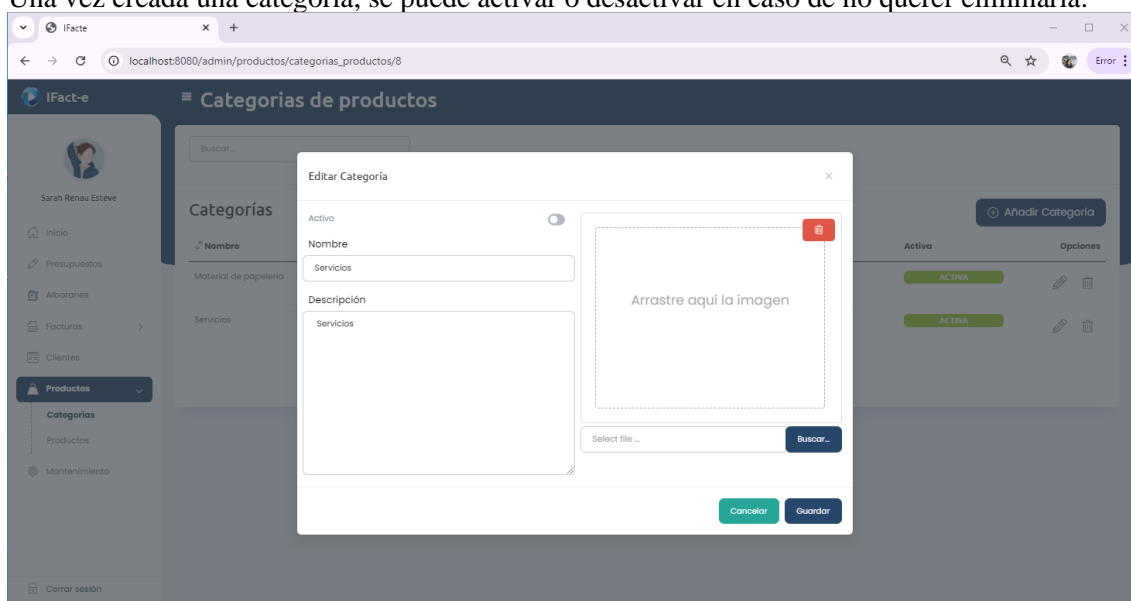 Una vez creada una categoría, se puede activar o desactivar en caso de no querer eliminarla.
IFacte
localhost:8080/admin/productos/categorias_productos/8
Error
IFact-e
Categorias de productos
Buscar...
Sarah Renau Esteve
Inicio
Presupuestos
Albaranes
Facturas
Clientes
Productos
Categorias
Productos
Mantenimiento
Cerrar sesión
Categorías
Añadir Categoria
Nombre
Activa
Opciones
Material de papeleria
ACTIVA
Servicios
ACTIVA
Editar Categoría
Activo
Nombre
Servicios
Descripción
Servicios
Arrastre aquí la imagen
Select file ...
Buscar...
Cancelar
Guardar